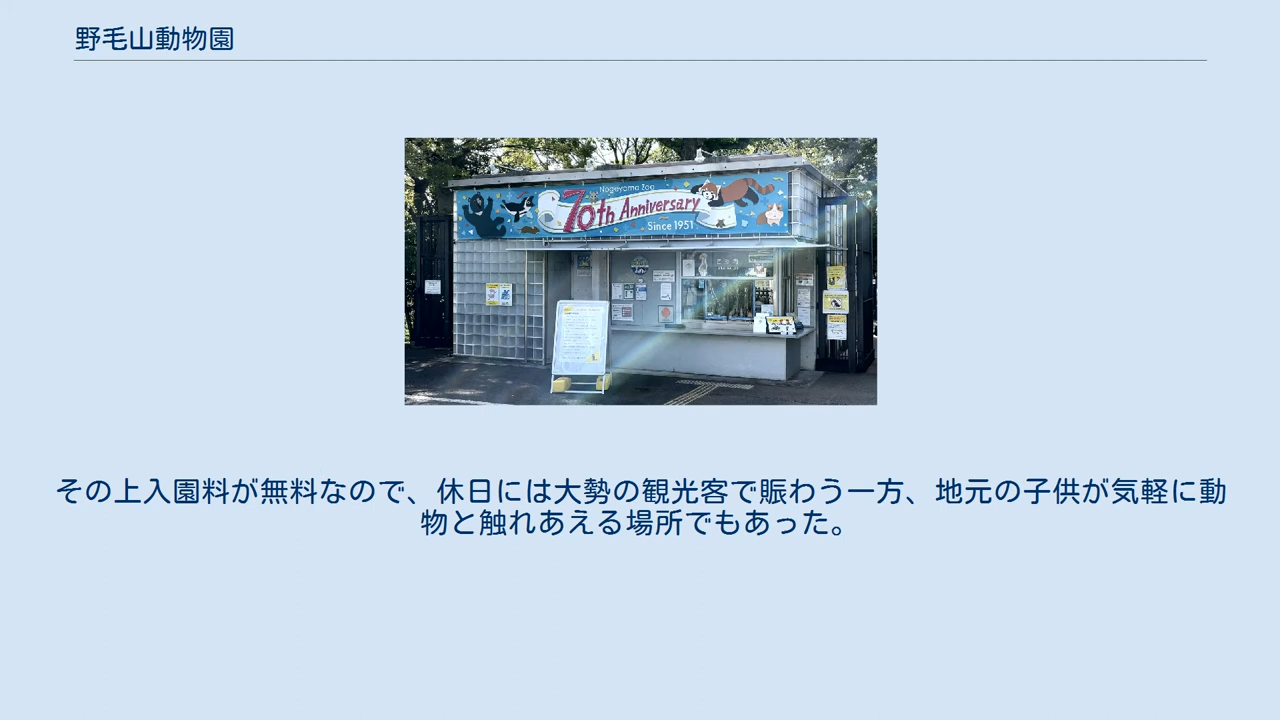 野毛山動物園
Nogeyama Zoo
70th Anniversary
Since 1951
その上入園料が無料なので、休日には大勢の観光客で賑わう一方、地元の子供が気軽に動
物と触れあえる場所でもあった。